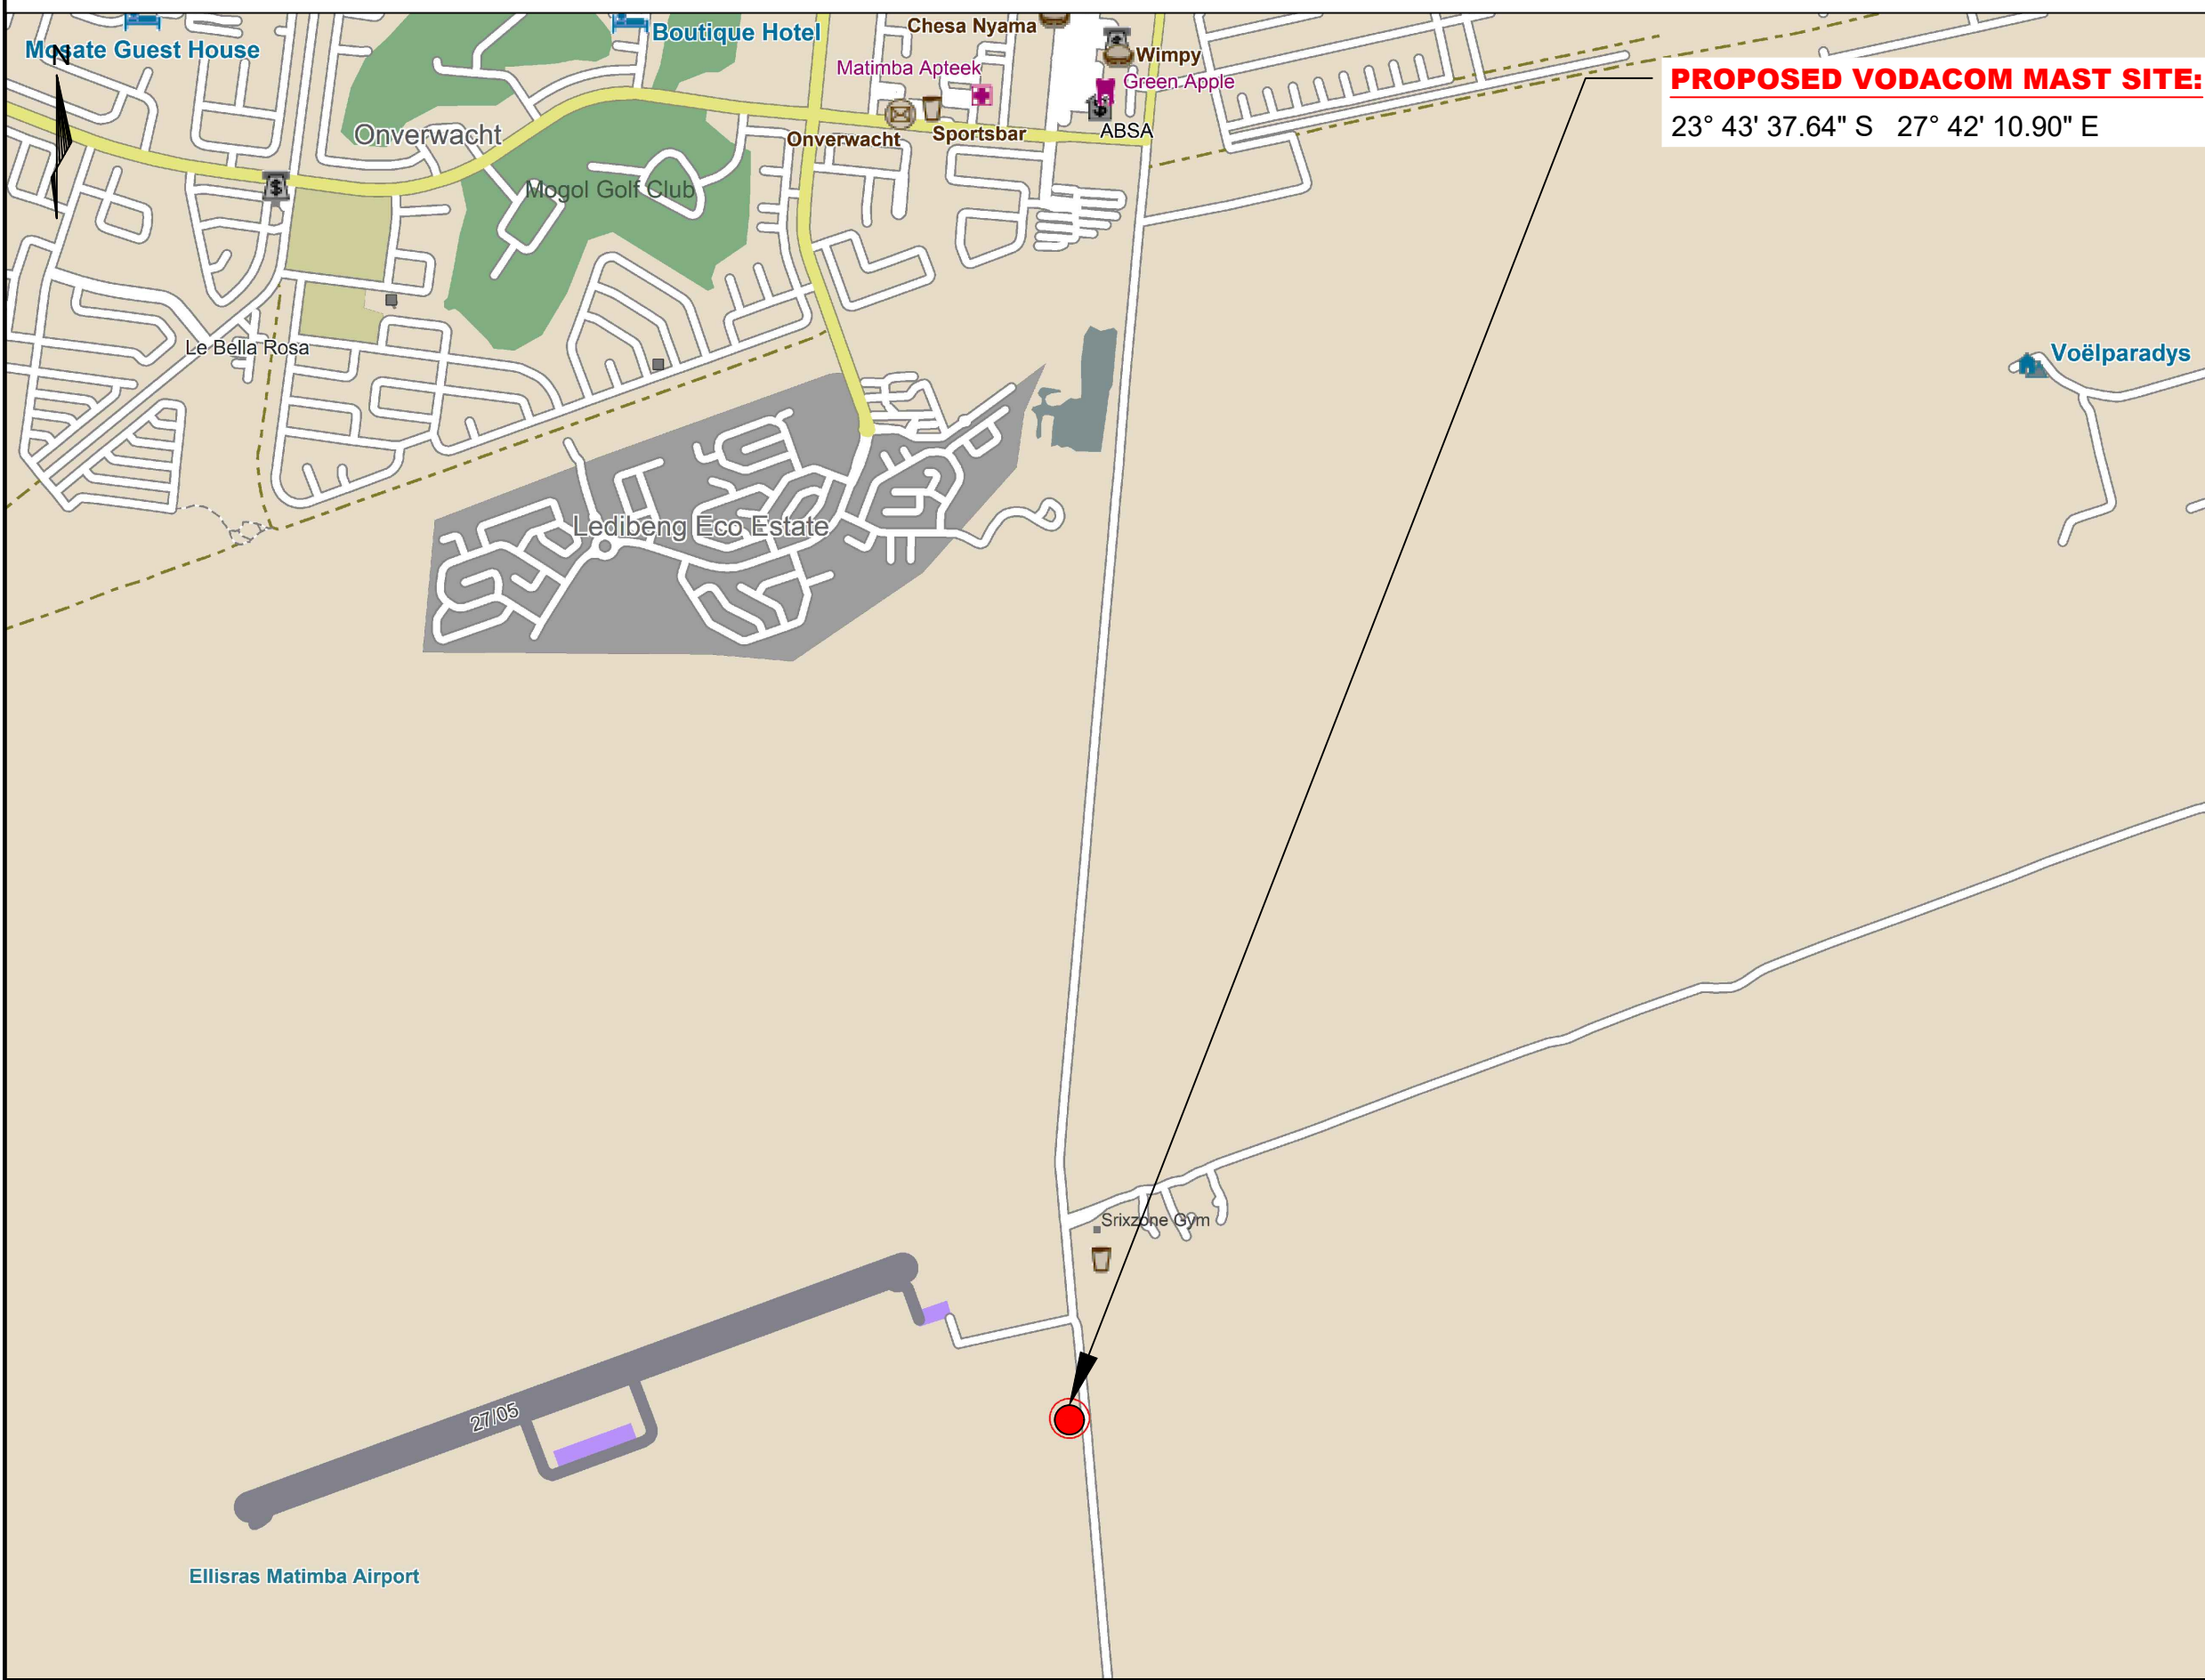 Mogate Guest House
N
Boutique Hotel
Chesa Nyama
Wimpy
Matimba Apteek
Green Apple
PROPOSED VODACOM MAST SITE:
23° 43' 37.64" S 27° 42' 10.90" E
Onverwacht
Onverwacht
Sportsbar
ABSA
Mogol Golf Club
Le Bella Rosa
Voëlparadys
Ledibeng Eco Estate
Srixzone Gym
27/05
Ellisras Matimba Airport